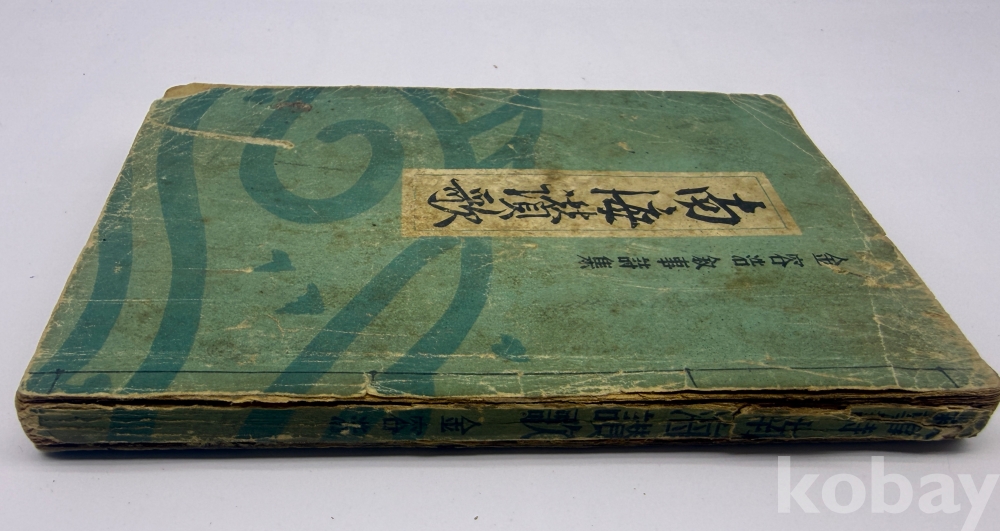 南海讚歌
金容浩 敍事詩集
南海讚歌 金容浩
kobay